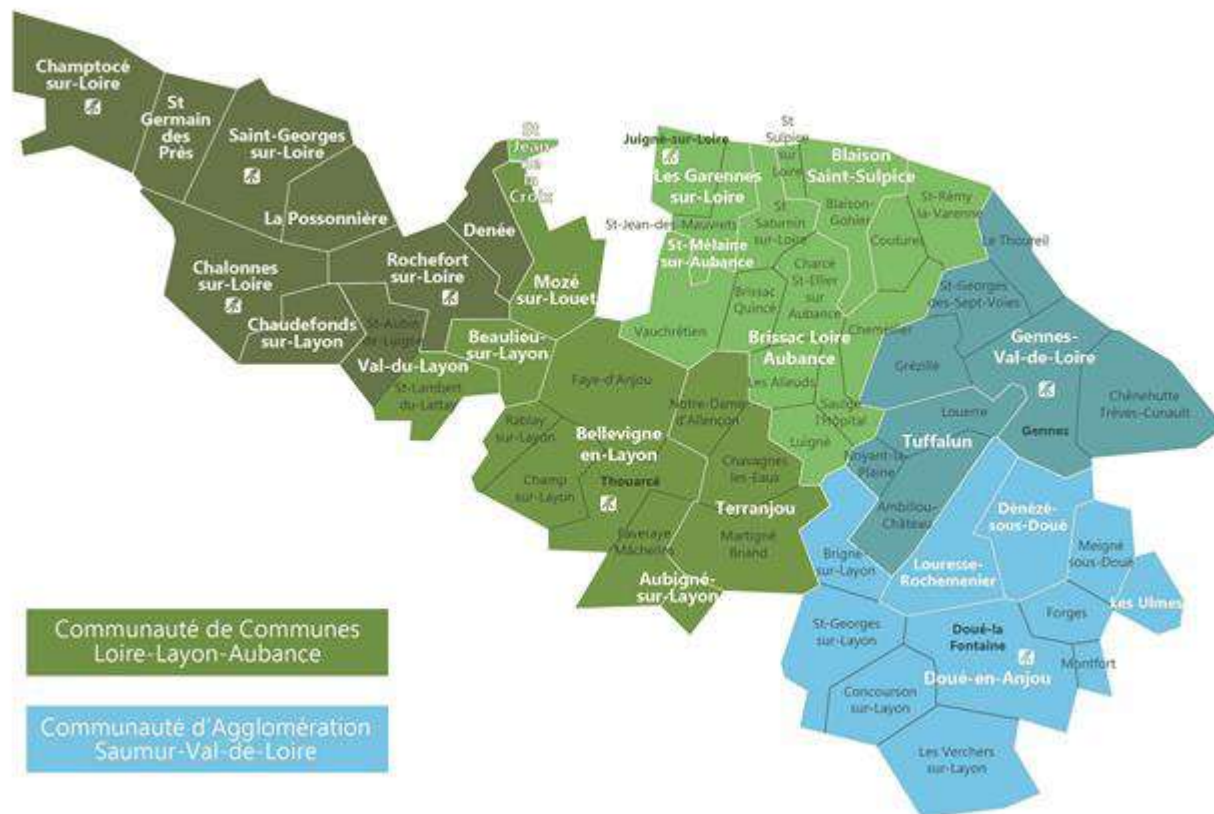 Champtocé
sur-Loire
St
Germain
des
Prés
Saint-Georges
sur-Loire
La Possonnière
Chalonnes
sur-Loire
Chaudefonds
sur-Layon
Rochefort
sur-Loire
Denée
St
Jean
de
la
Croix
Mozé
sur-Louet
St-Aubin
de-Luigné
Val-du-Layon
St-Lambert
du-Lattay
Beaulieu-
sur-Layon
Juigné-sur-Loire
Les Garennes
sur-Loire
St-Jean-des-Mauvrets
St-Mélaine
sur-Aubance
St
Sulpice
sur
Loire
Blaison
Saint-Sulpice
Blaison-
Gohier
St
Saturnin
sur-Loire
St-Rémy
la-Varenne
Coutures
Charcé
St-Ellier
sur
Aubance
Brissac
Quincé
Vauchrétien
Brissac Loire
Aubance
Chemellier
Les Alleuds
Saulgé
l'Hôpital
Luigné
Le Thoureil
St-Georges
des-Sept-Voies
Gennes-
Val-de-Loire
Grézillé
Chênehutte
Trèves-Cunault
Gennes
Louerre
Tuffalun
Noyant-la-
Plaine
Ambillou-
Château
Faye-d'Anjou
Rablay
sur-Layon
Bellevigne
en-Layon
Thouarcé
Champ
sur-Layon
Faveraye
Mâchelles
Notre-Dame
d'Allençon
Chavagnes
les-Eaux
Terranjou
Martigné
Briand
Aubigné
-sur-Layon
Brigné
-sur-Layon
Dénezé-
sous-Doué
Louresse-
Rochemenier
Meigné
sous-Doué
Les Ulmes
Forges
St-Georges
sur-Layon
Doué-la
Fontaine
Montfort
Doué-en-Anjou
Concourson
sur-Layon
Les Verchers
sur-Layon
Communauté de Communes
Loire-Layon-Aubance
Communauté d'Agglomération
Saumur-Val-de-Loire